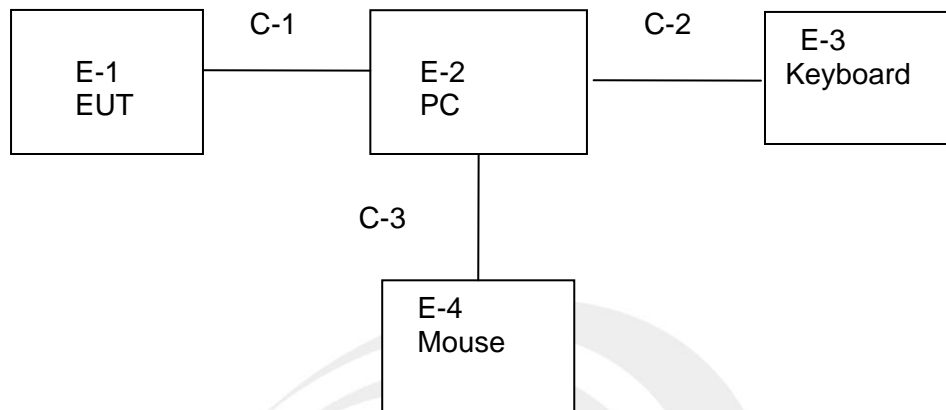 C-1
C-2
E-1
EUT
E-2
PC
E-3
Keyboard
C-3
E-4
Mouse